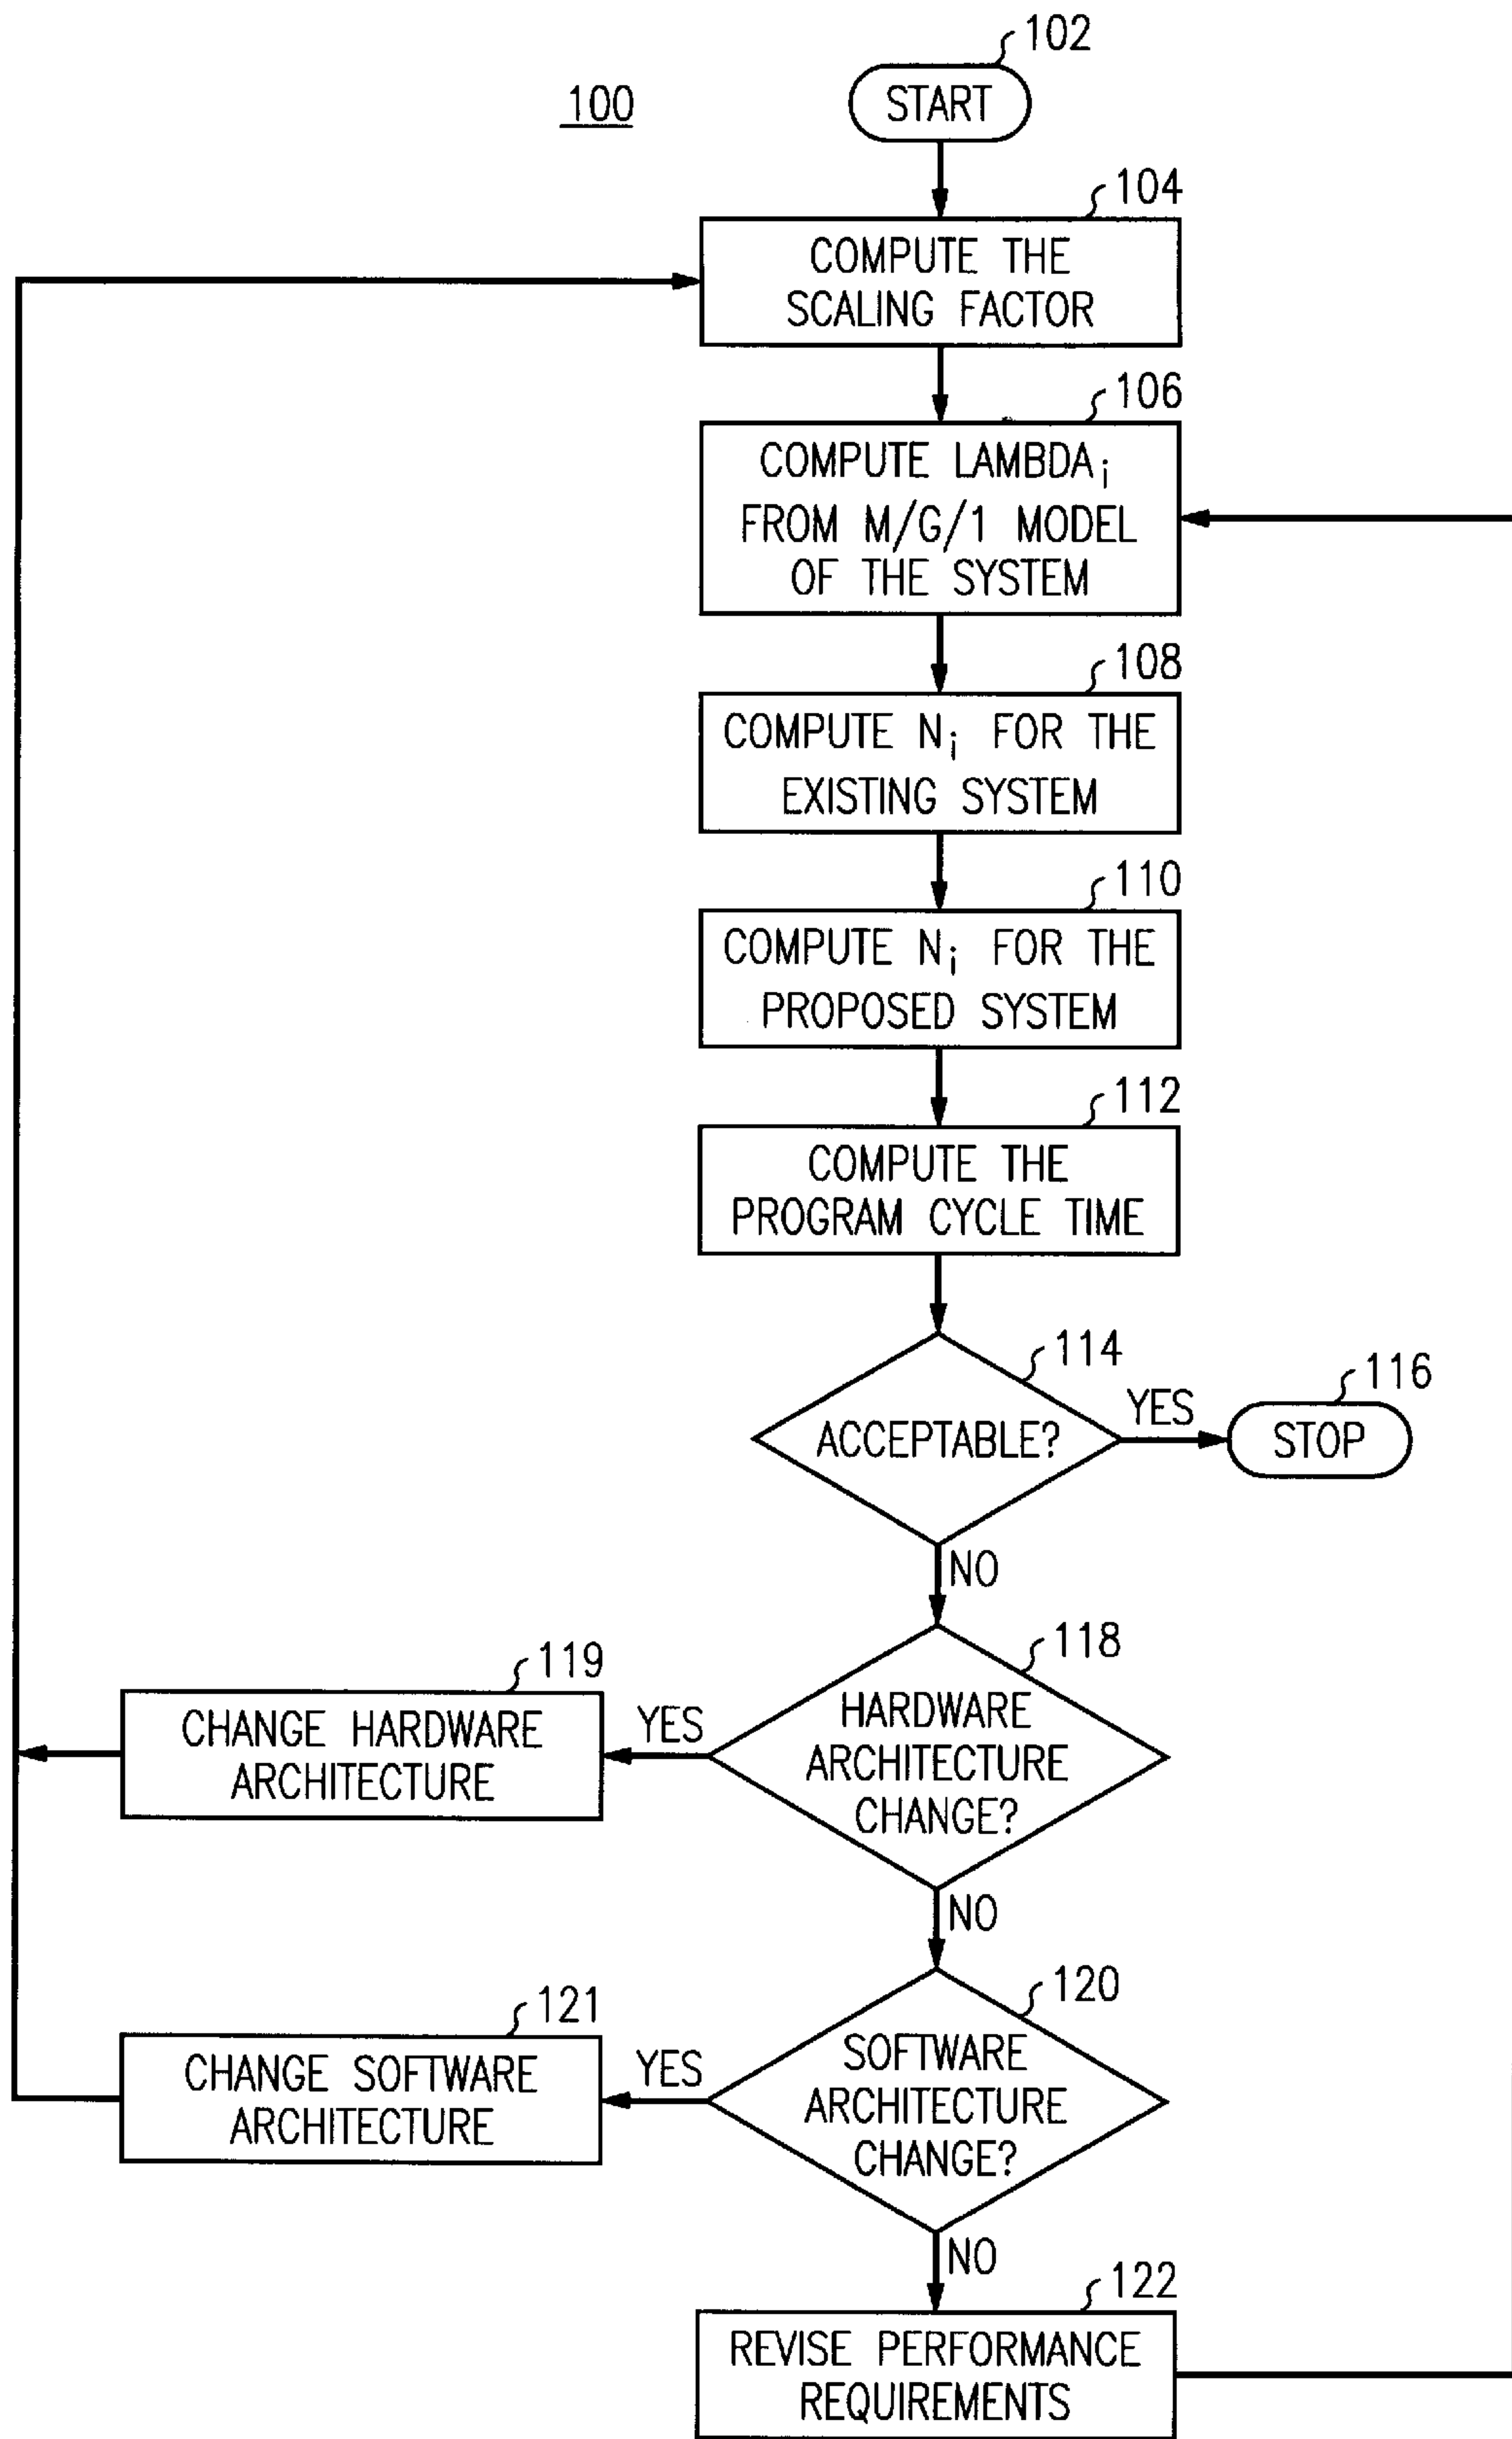 102
100
START
104
COMPUTE THE
SCALING FACTOR
106
COMPUTE LAMBDAi
FROM M/G/1 MODEL
OF THE SYSTEM
108
COMPUTE Ni FOR THE
EXISTING SYSTEM
110
COMPUTE Ni FOR THE
PROPOSED SYSTEM
112
COMPUTE THE
PROGRAM CYCLE TIME
114
ACCEPTABLE?
YES
116
STOP
NO
118
HARDWARE
ARCHITECTURE
CHANGE?
YES
119
CHANGE HARDWARE
ARCHITECTURE
NO
120
SOFTWARE
ARCHITECTURE
CHANGE?
YES
121
CHANGE SOFTWARE
ARCHITECTURE
NO
122
REVISE PERFORMANCE
REQUIREMENTS